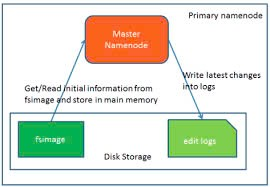 Primary namenode
Master
Namenode
Get/Read initial information from
fsimage and store in main memory
Write latest changes
into logs
fsimage
edit logs
Disk Storage